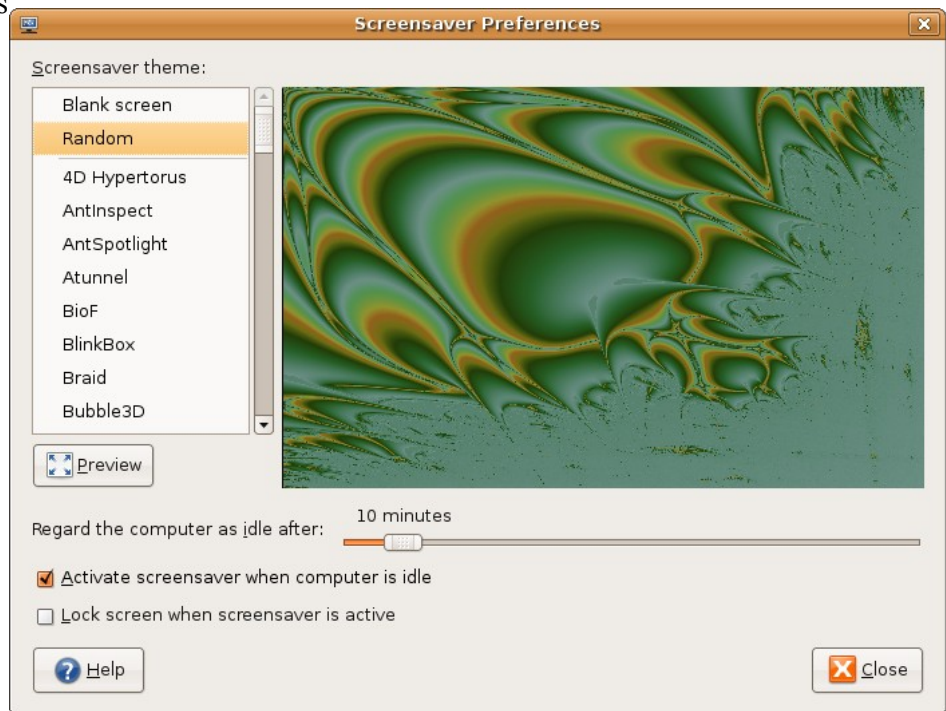 s
Screensaver Preferences
Screensaver theme:
Blank screen
Random
4D Hypertorus
AntInspect
AntSpotlight
Atunnel
BioF
BlinkBox
Braid
Bubble3D
Preview
Regard the computer as idle after:
10 minutes
Activate screensaver when computer is idle
Lock screen when screensaver is active
Help
Close